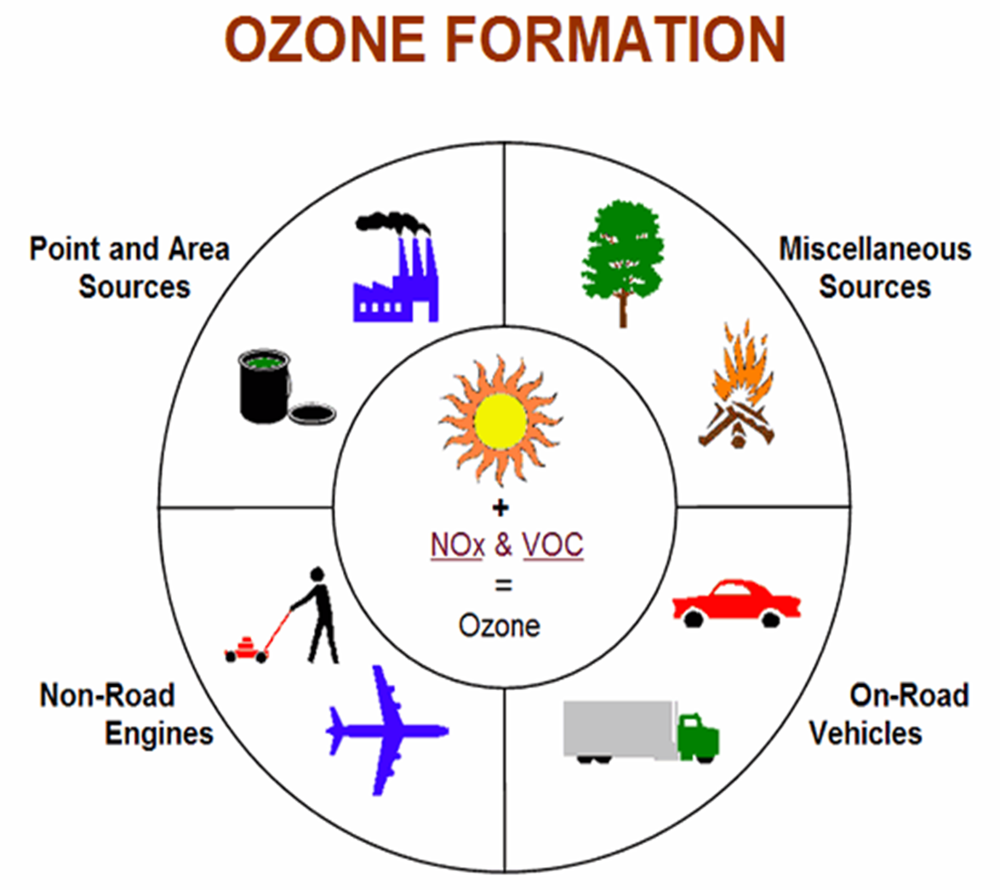 OZONE FORMATION
Point and Area
Sources
Miscellaneous
Sources
+
NOx & VOC
=
Ozone
Non-Road
Engines
On-Road
Vehicles